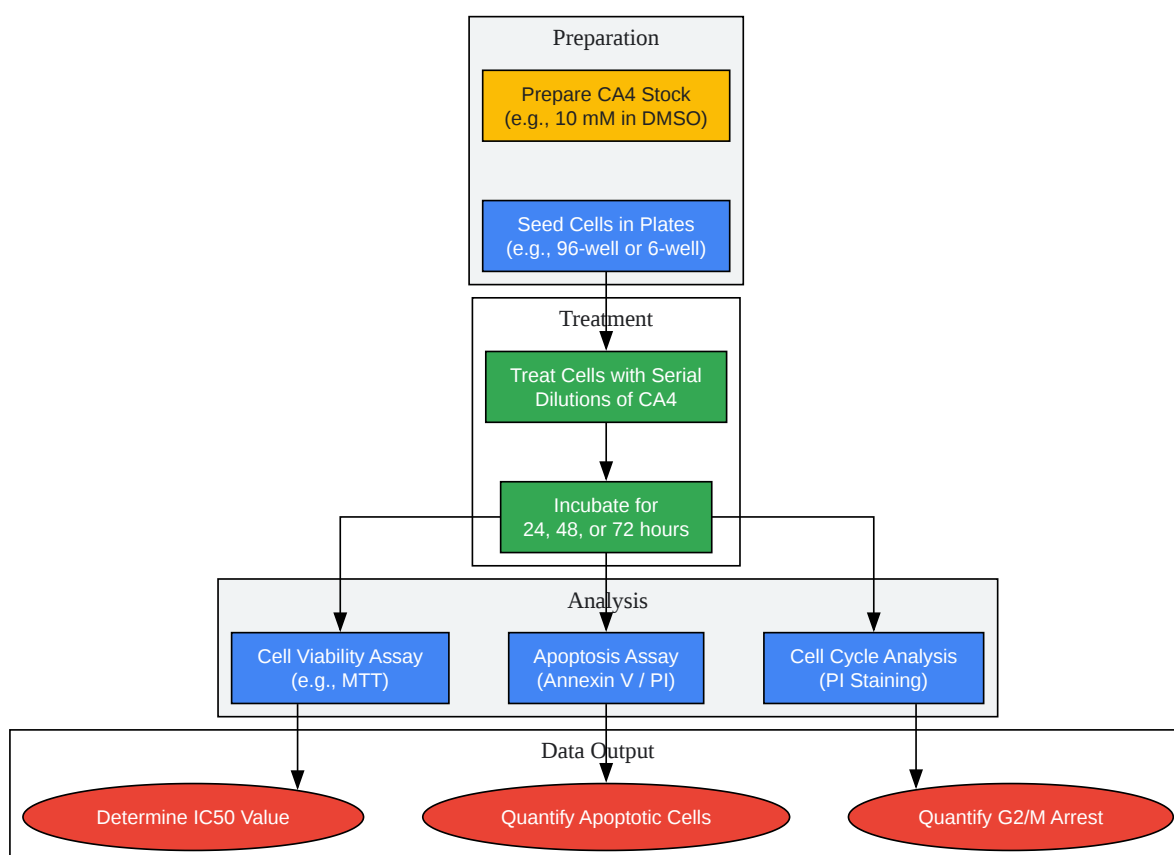 Preparation
Prepare CA4 Stock
(e.g., 10 mM in DMSO)
Seed Cells in Plates
(e.g., 96-well or 6-well)
Treatment
Treat Cells with Serial
Dilutions of CA4
Incubate for
24, 48, or 72 hours
Analysis
Cell Viability Assay
(e.g., MTT)
Apoptosis Assay
(Annexin V / PI)
Cell Cycle Analysis
(PI Staining)
Data Output
Determine IC50 Value
Quantify Apoptotic Cells
Quantify G2/M Arrest